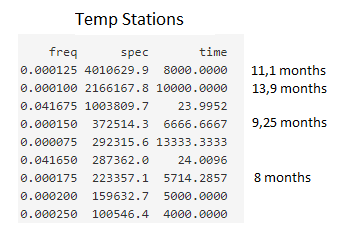 Temp Stations
freq spec time
0.000125 4010629.9 8000.0000 11,1 months
0.000100 2166167.8 10000.0000 13,9 months
0.041675 1003809.7 23.9952
0.000150 372514.3 6666.6667 9,25 months
0.000075 292315.6 13333.3333
0.041650 287362.0 24.0096
0.000175 223357.1 5714.2857 8 months
0.000200 159632.7 5000.0000
0.000250 100546.4 4000.0000